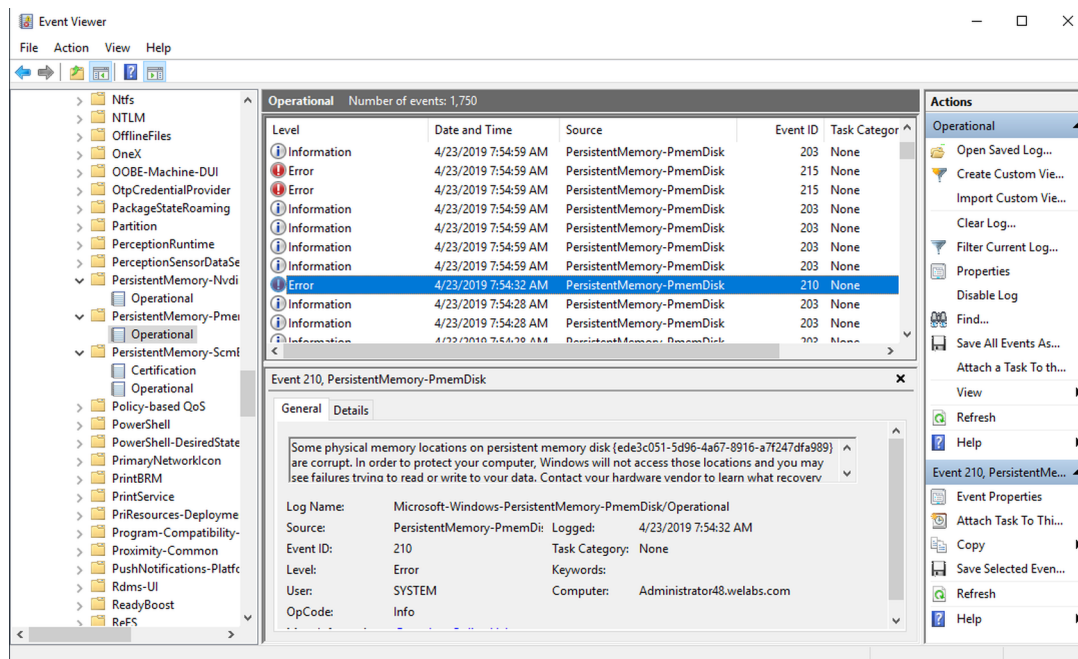 Event Viewer
File Action View Help
Ntfs
NTLM
OfflineFiles
OneX
OOBE-Machine-DUI
OtpCredentialProvider
PackageStateRoaming
Partition
PerceptionRuntime
PerceptionSensorDataSe
PersistentMemory-Nvdi
Operational
PersistentMemory-Pme
Operational
PersistentMemory-Scm
Certification
Operational
Policy-based QoS
PowerShell
PowerShell-DesiredState
PrimaryNetworkIcon
PrintBRM
PrintService
PriResources-Deployme
Program-Compatibility-
Proximity-Common
PushNotifications-Platfo
Rdms-UI
ReadyBoost
ReFS
Operational Number of events: 1,750
Level Date and Time Source Event ID Task Categor
Information 4/23/2019 7:54:59 AM PersistentMemory-PmemDisk 203 None
Error 4/23/2019 7:54:59 AM PersistentMemory-PmemDisk 215 None
Error 4/23/2019 7:54:59 AM PersistentMemory-PmemDisk 215 None
Information 4/23/2019 7:54:59 AM PersistentMemory-PmemDisk 203 None
Information 4/23/2019 7:54:59 AM PersistentMemory-PmemDisk 203 None
Information 4/23/2019 7:54:59 AM PersistentMemory-PmemDisk 203 None
Information 4/23/2019 7:54:59 AM PersistentMemory-PmemDisk 203 None
Error 4/23/2019 7:54:32 AM PersistentMemory-PmemDisk 210 None
Information 4/23/2019 7:54:28 AM PersistentMemory-PmemDisk 203 None
Information 4/23/2019 7:54:28 AM PersistentMemory-PmemDisk 203 None
Information 4/23/2019 7:54:28 AM PersistentMemory-PmemDisk 203 None
Event 210, PersistentMemory-PmemDisk
General Details
Some physical memory locations on persistent memory disk {ede3c051-5d96-4a67-8916-a7f247dfa989}
are corrupt. In order to protect your computer, Windows will not access those locations and you may
see failures trying to read or write to your data. Contact your hardware vendor to learn what recovery
Log Name: Microsoft-Windows-PersistentMemory-PmemDisk/Operational
Source: PersistentMemory-PmemDi Logged: 4/23/2019 7:54:32 AM
Event ID: 210 Task Category: None
Level: Error Keywords:
User: SYSTEM Computer: Administrator48.welabs.com
OpCode: Info
Actions
Operational
Open Saved Log...
Create Custom Vie...
Import Custom Vie...
Clear Log...
Filter Current Log...
Properties
Disable Log
Find...
Save All Events As...
Attach a Task To th...
View
Refresh
Help
Event 210, PersistentMe...
Event Properties
Attach Task To Thi...
Copy
Save Selected Even...
Refresh
Help